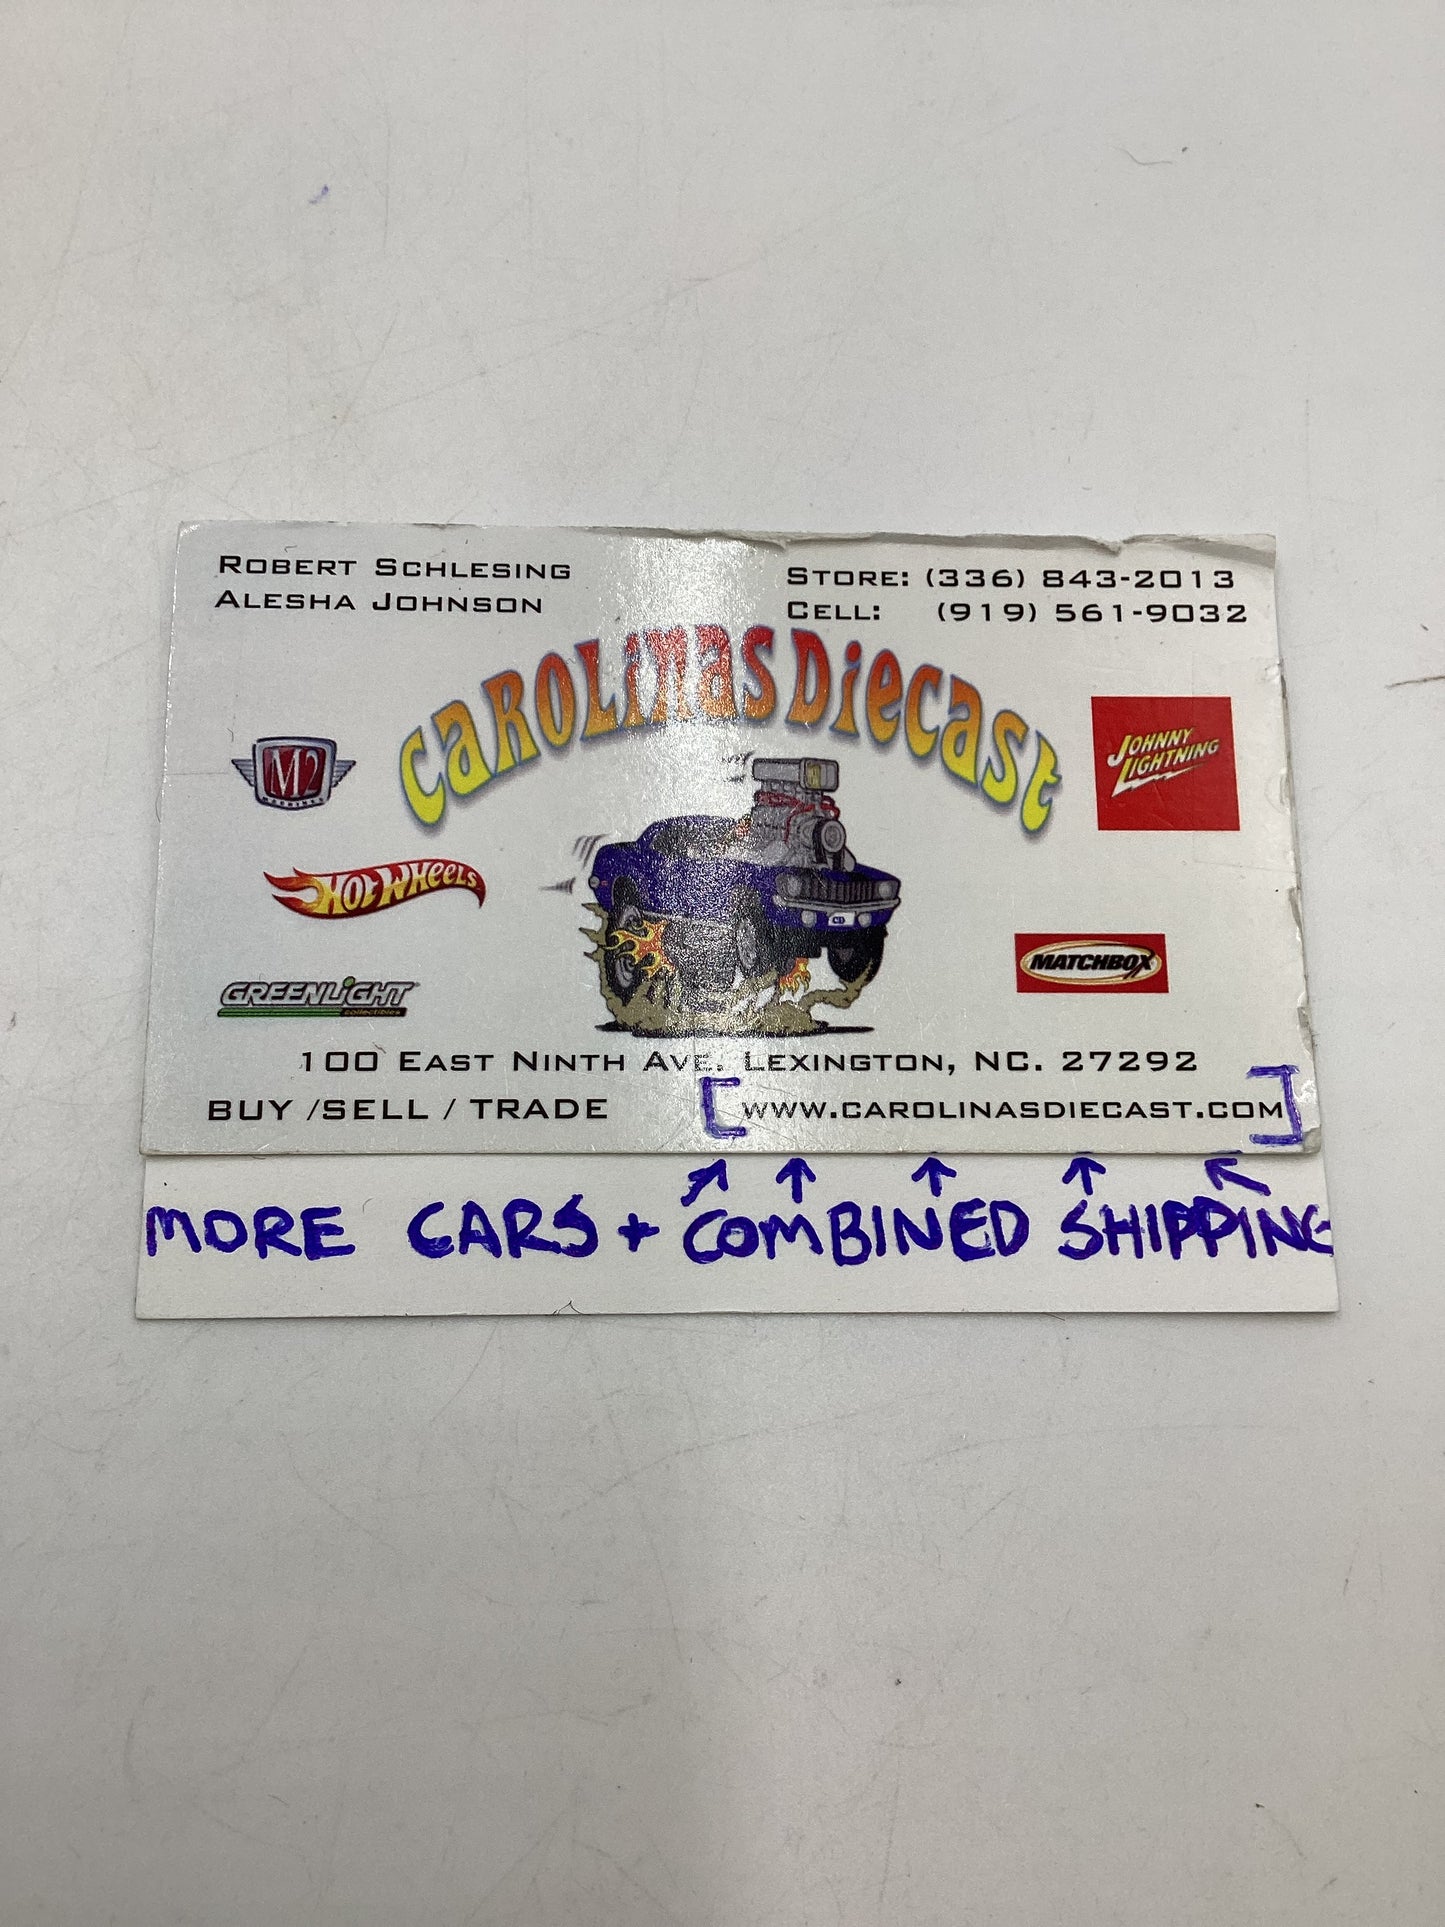 ROBERT SCHLESING
ALESHA JOHNSON
STORE: (336) 843-2013
CELL: (919) 561-9032
CAROLINAS DIECAST
M2
MACHINES
JOHNNY
LIGHTNING
HOT WHEELS
MATCHBOX
GREENLIGHT
collectibles
100 EAST NINTH AVE. LEXINGTON, NC. 27292
BUY /SELL / TRADE [WWW.CAROLINASDIECAST.COM]
MORE CARS + COMBINED SHIPPING